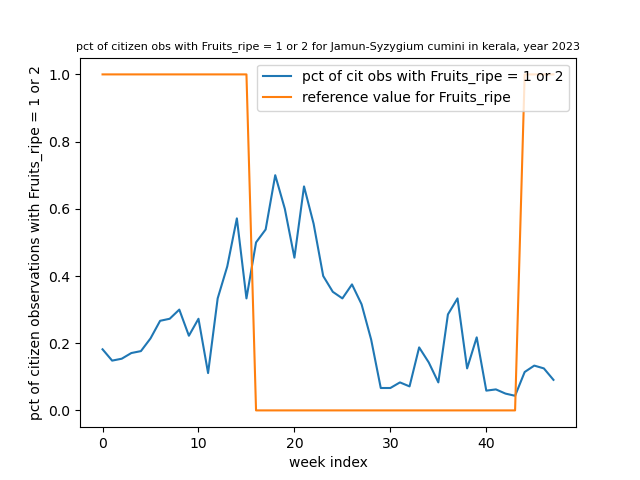 pct of citizen obs with Fruits_ripe = 1 or 2 for Jamun-Syzygium cumini in kerala, year 2023
pct of cit obs with Fruits_ripe = 1 or 2
reference value for Fruits_ripe
pct of citizen observations with Fruits_ripe = 1 or 2
1.0
0.8
0.6
0.4
0.2
0.0
0 10 20 30 40
week index